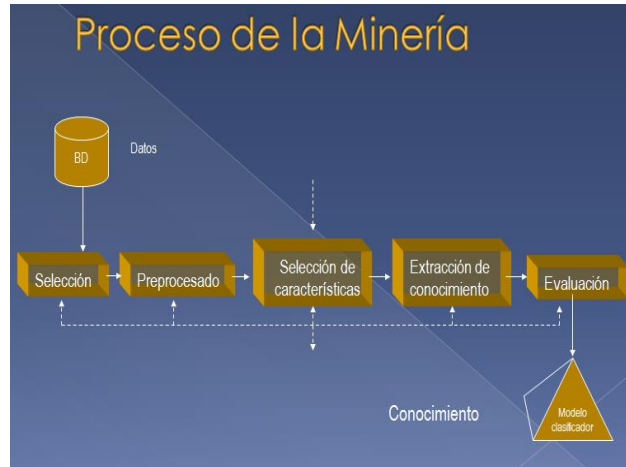 Proceso de la Minería
BD
Datos
Selección
Preprocesado
Selección de
características
Extracción de
conocimiento
Evaluación
Conocimiento
Modelo
clasificador